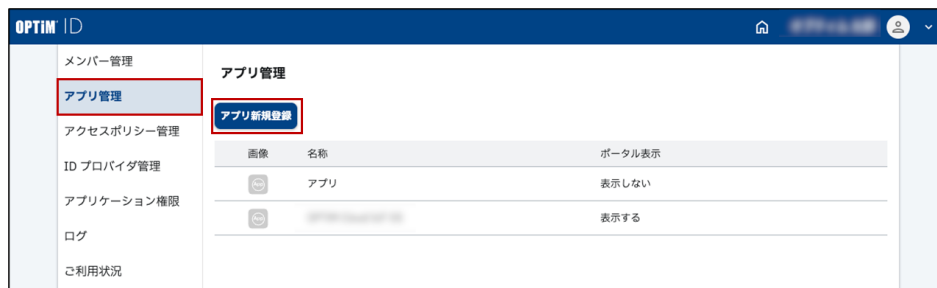 OPTiM ID
メンバー管理
アプリ管理
アクセスポリシー管理
ID プロバイダ管理
アプリケーション権限
ログ
ご利用状況
アプリ管理
アプリ新規登録
画像 名称 ポータル表示
アプリ 表示しない
表示する